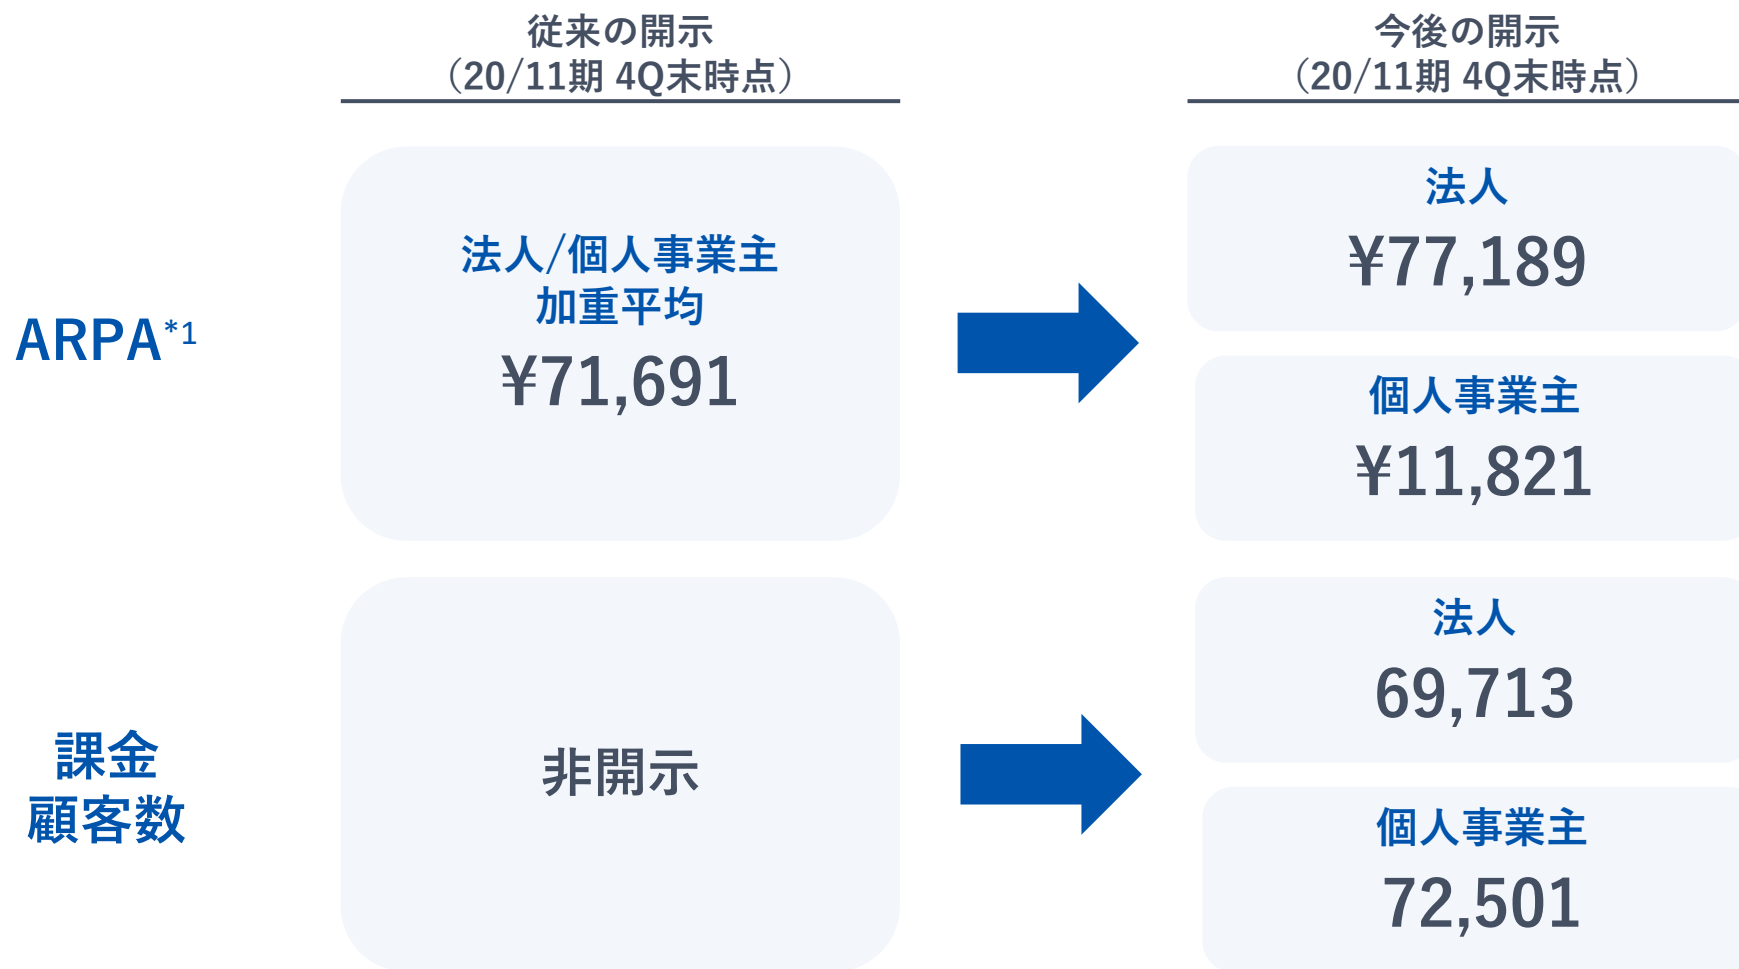 従来の開示
（20/11期 4Q末時点）
今後の開示
（20/11期 4Q末時点）
ARPA*1
法人/個人事業主
加重平均
¥71,691
法人
¥77,189
個人事業主
¥11,821
課金
顧客数
非開示
法人
69,713
個人事業主
72,501